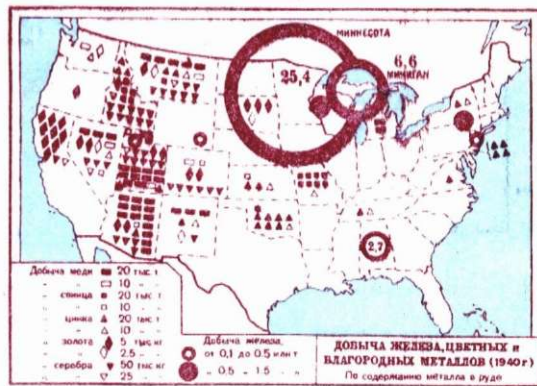 МИННЕСОТА
25,4
6,6
МИЧИГАН
2,7
Добыча меди 20 тыс т
" " 10 " "
" свинца 20 тыс т
" " 10 " "
" цинка 20 тыс т
" " 10 " "
" золота 5 тыс кг
" " 2.5 " "
" серебра 50 тыс кг
" " 25 " "
Добыча железа,
от 0,1 до 0.5 млн т
" 0,5 " 1.5 " "
ДОБЫЧА ЖЕЛЕЗА, ЦВЕТНЫХ и
БЛАГОРОДНЫХ МЕТАЛЛОВ (1940г)
По содержанию металла в руде